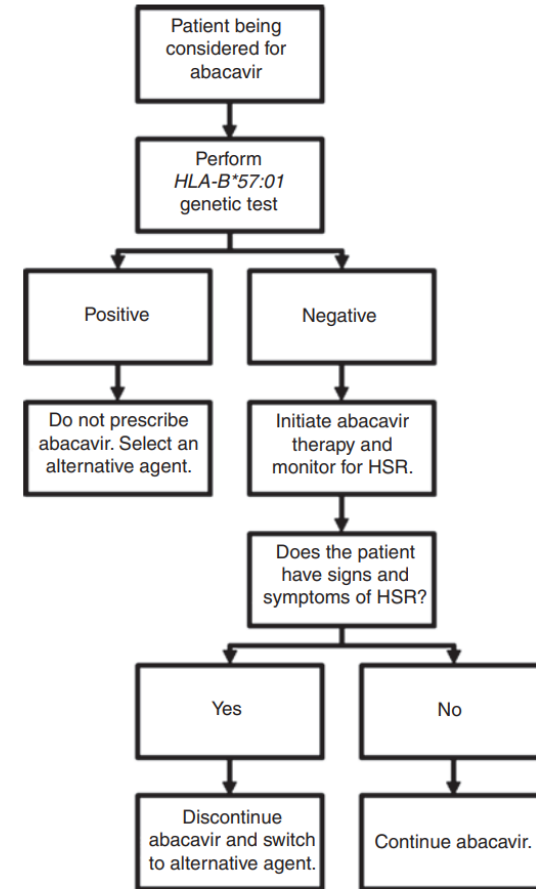 Patient being
considered for
abacavir
Perform
HLA-B*57:01
genetic test
Positive
Negative
Do not prescribe
abacavir. Select an
alternative agent.
Initiate abacavir
therapy and
monitor for HSR.
Does the patient
have signs and
symptoms of HSR?
Yes
No
Discontinue
abacavir and switch
to alternative agent.
Continue abacavir.